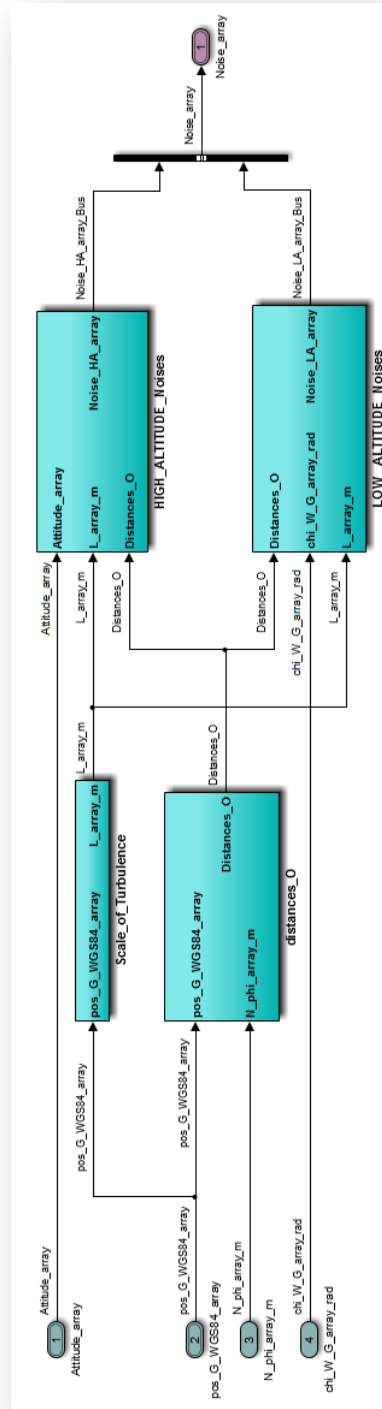 1
Attitude_array
Attitude_array
2
pos_G_WGS84_array
pos_G_WGS84_array
3
N_phi_array_m
N_phi_array_m
4
chi_W_G_array_rad
chi_W_G_array_rad
pos_G_WGS84_array
pos_G_WGS84_array
pos_G_WGS84_array
L_array_m
Scale_of_Turbulence
pos_G_WGS84_array
N_phi_array_m
Distances_O
distances_O
L_array_m
Distances_O
Attitude_array
L_array_m
Distances_O
Distances_O
chi_W_G_array_rad
L_array_m
Attitude_array
L_array_m
Distances_O
Noise_HA_array
HIGH_ALTITUDE_Noises
Distances_O
chi_W_G_array_rad
L_array_m
Noise_LA_array
LOW_ALTITUDE_Noises
Noise_HA_array_Bus
Noise_LA_array_Bus
Noise_array
1
Noise_array